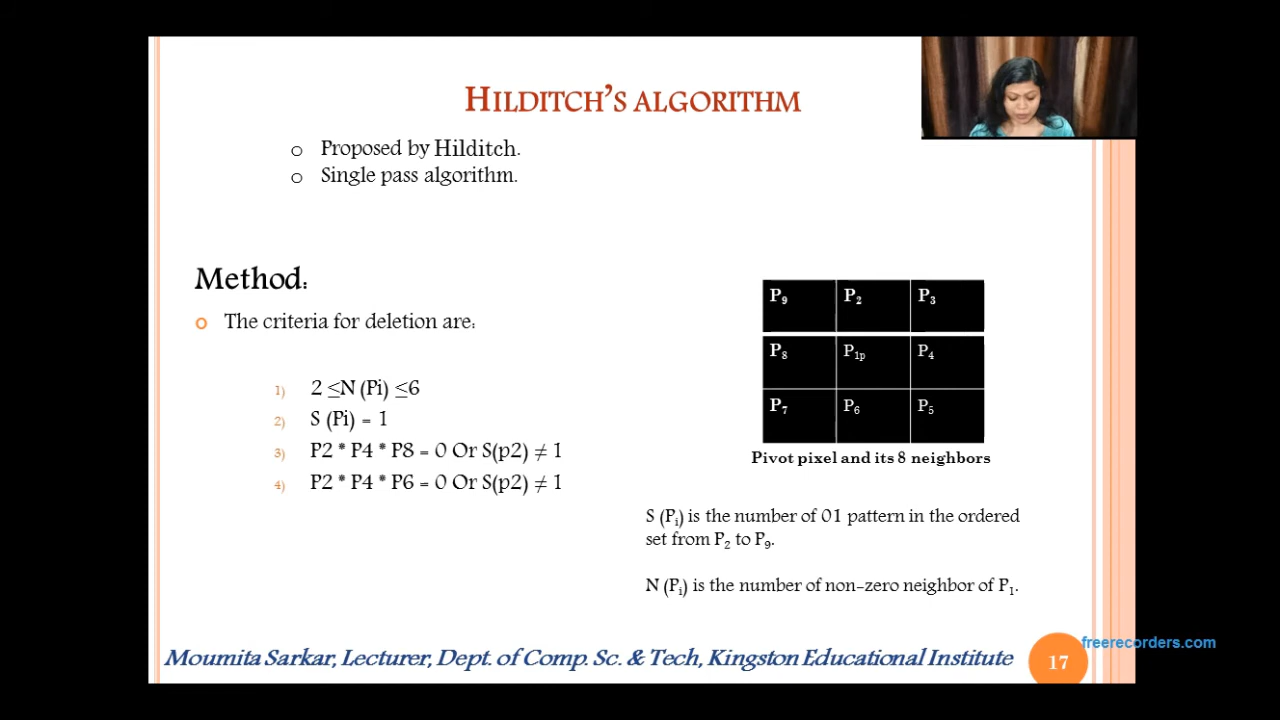 HILDITCH'S ALGORITHM
o Proposed by Hilditch.
o Single pass algorithm.
Method:
o The criteria for deletion are:
1) 2 ≤N (Pi) ≤6
2) S (Pi) = 1
3) P2 * P4 * P8 = 0 Or S(p2) ≠ 1
4) P2 * P4 * P6 = 0 Or S(p2) ≠ 1
P9 P2 P3
P8 P1p P4
P7 P6 P5
Pivot pixel and its 8 neighbors
S (Pi) is the number of 01 pattern in the ordered
set from P2 to P9.
N (Pi) is the number of non-zero neighbor of P1.
Moumita Sarkar, Lecturer, Dept. of Comp. Sc. & Tech, Kingston Educational Institute
17
freerecorders.com